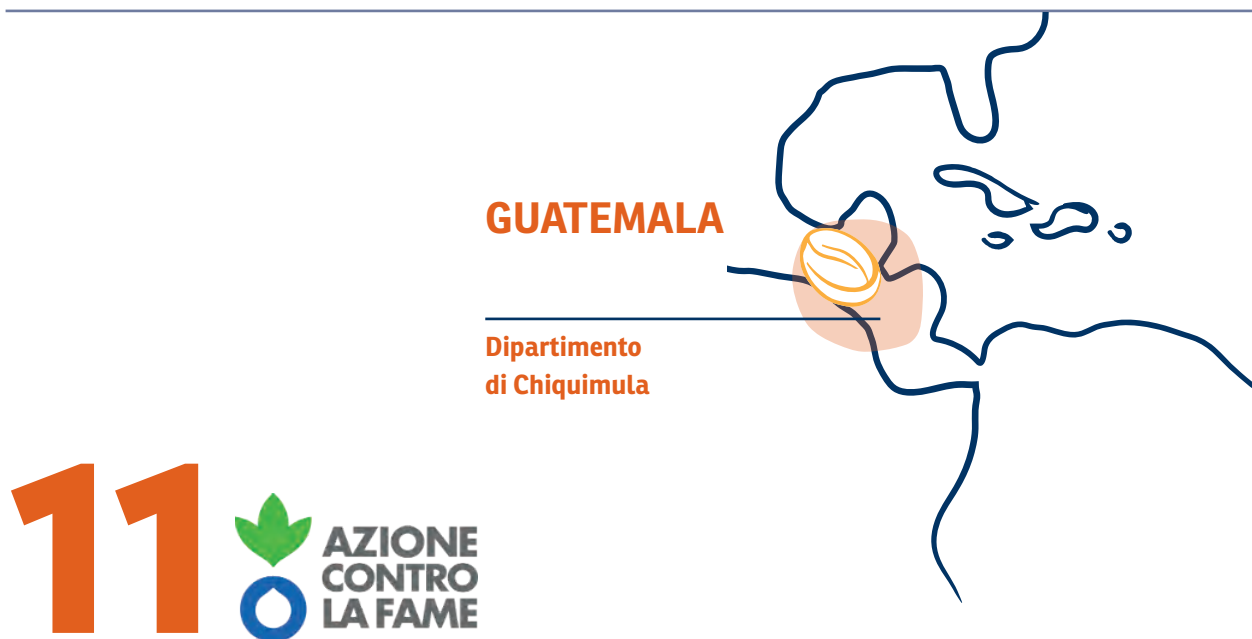 GUATEMALA
Dipartimento
di Chiquimula
11
AZIONE
CONTRO
LA FAME